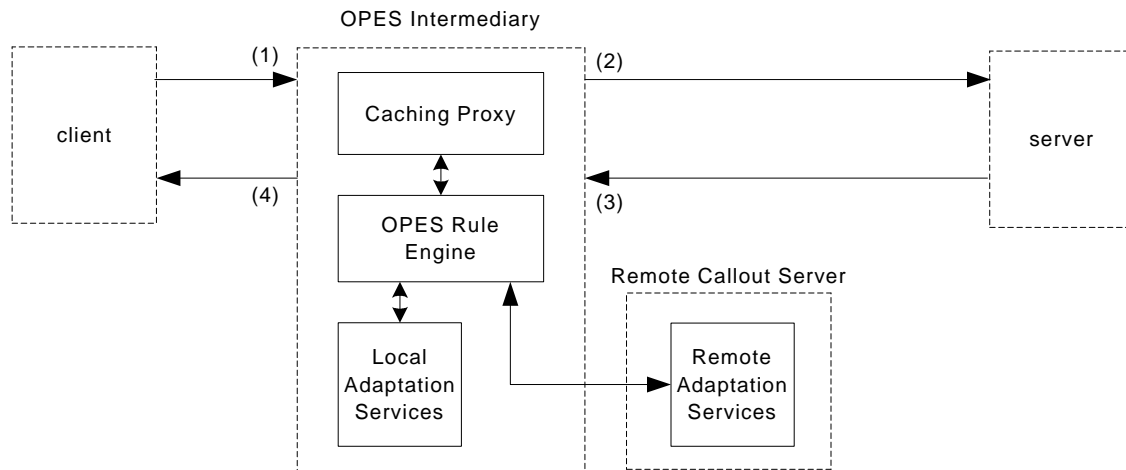 OPES Intermediary
(1)
(2)
client
Caching Proxy
server
(4)
(3)
OPES Rule
Engine
Remote Callout Server
Local
Adaptation
Services
Remote
Adaptation
Services